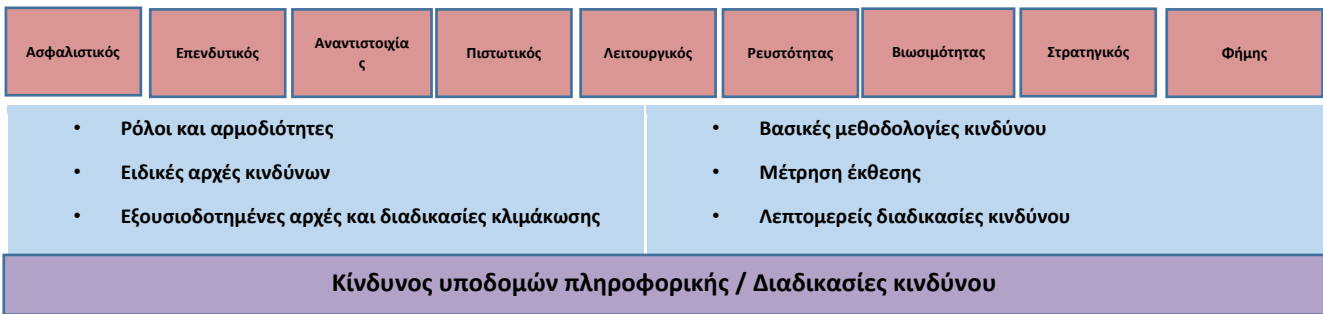 Ασφαλιστικός
Επενδυτικός
Αναντιστοιχία
ς
Πιστωτικός
Λειτουργικός
Ρευστότητας
Βιωσιμότητας
Στρατηγικός
Φήμης
• Ρόλοι και αρμοδιότητες
• Ειδικές αρχές κινδύνων
• Εξουσιοδοτημένες αρχές και διαδικασίες κλιμάκωσης
• Βασικές μεθοδολογίες κινδύνου
• Μέτρηση έκθεσης
• Λεπτομερείς διαδικασίες κινδύνου
Κίνδυνος υποδομών πληροφορικής / Διαδικασίες κινδύνου